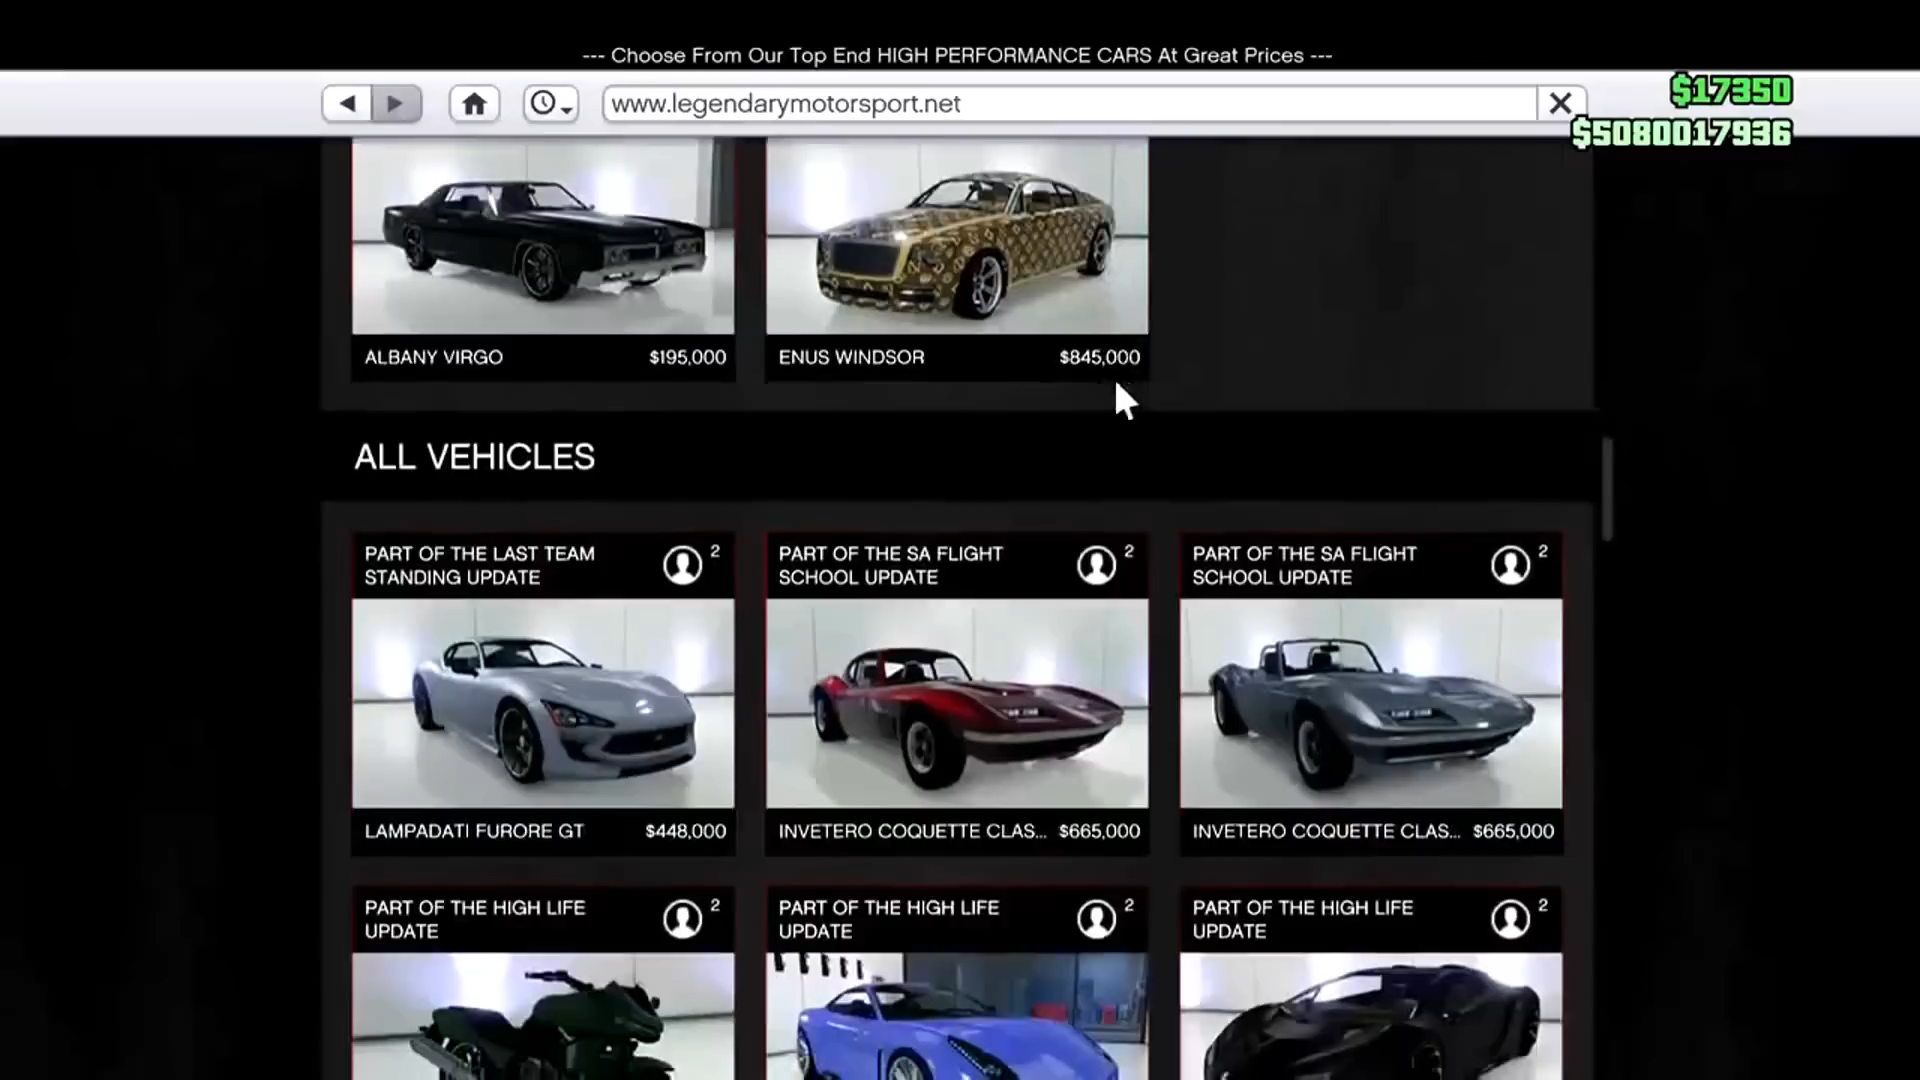 --- Choose From Our Top End HIGH PERFORMANCE CARS At Great Prices ---
www.legendarymotorsport.net
$17350
$5080017936
ALBANY VIRGO $195,000
ENUS WINDSOR $845,000
ALL VEHICLES
PART OF THE LAST TEAM
STANDING UPDATE
2
PART OF THE SA FLIGHT
SCHOOL UPDATE
2
PART OF THE SA FLIGHT
SCHOOL UPDATE
2
LAMPADATI FURORE GT $448,000
INVETERO COQUETTE CLAS... $665,000
INVETERO COQUETTE CLAS... $665,000
PART OF THE HIGH LIFE
UPDATE
2
PART OF THE HIGH LIFE
UPDATE
2
PART OF THE HIGH LIFE
UPDATE
2